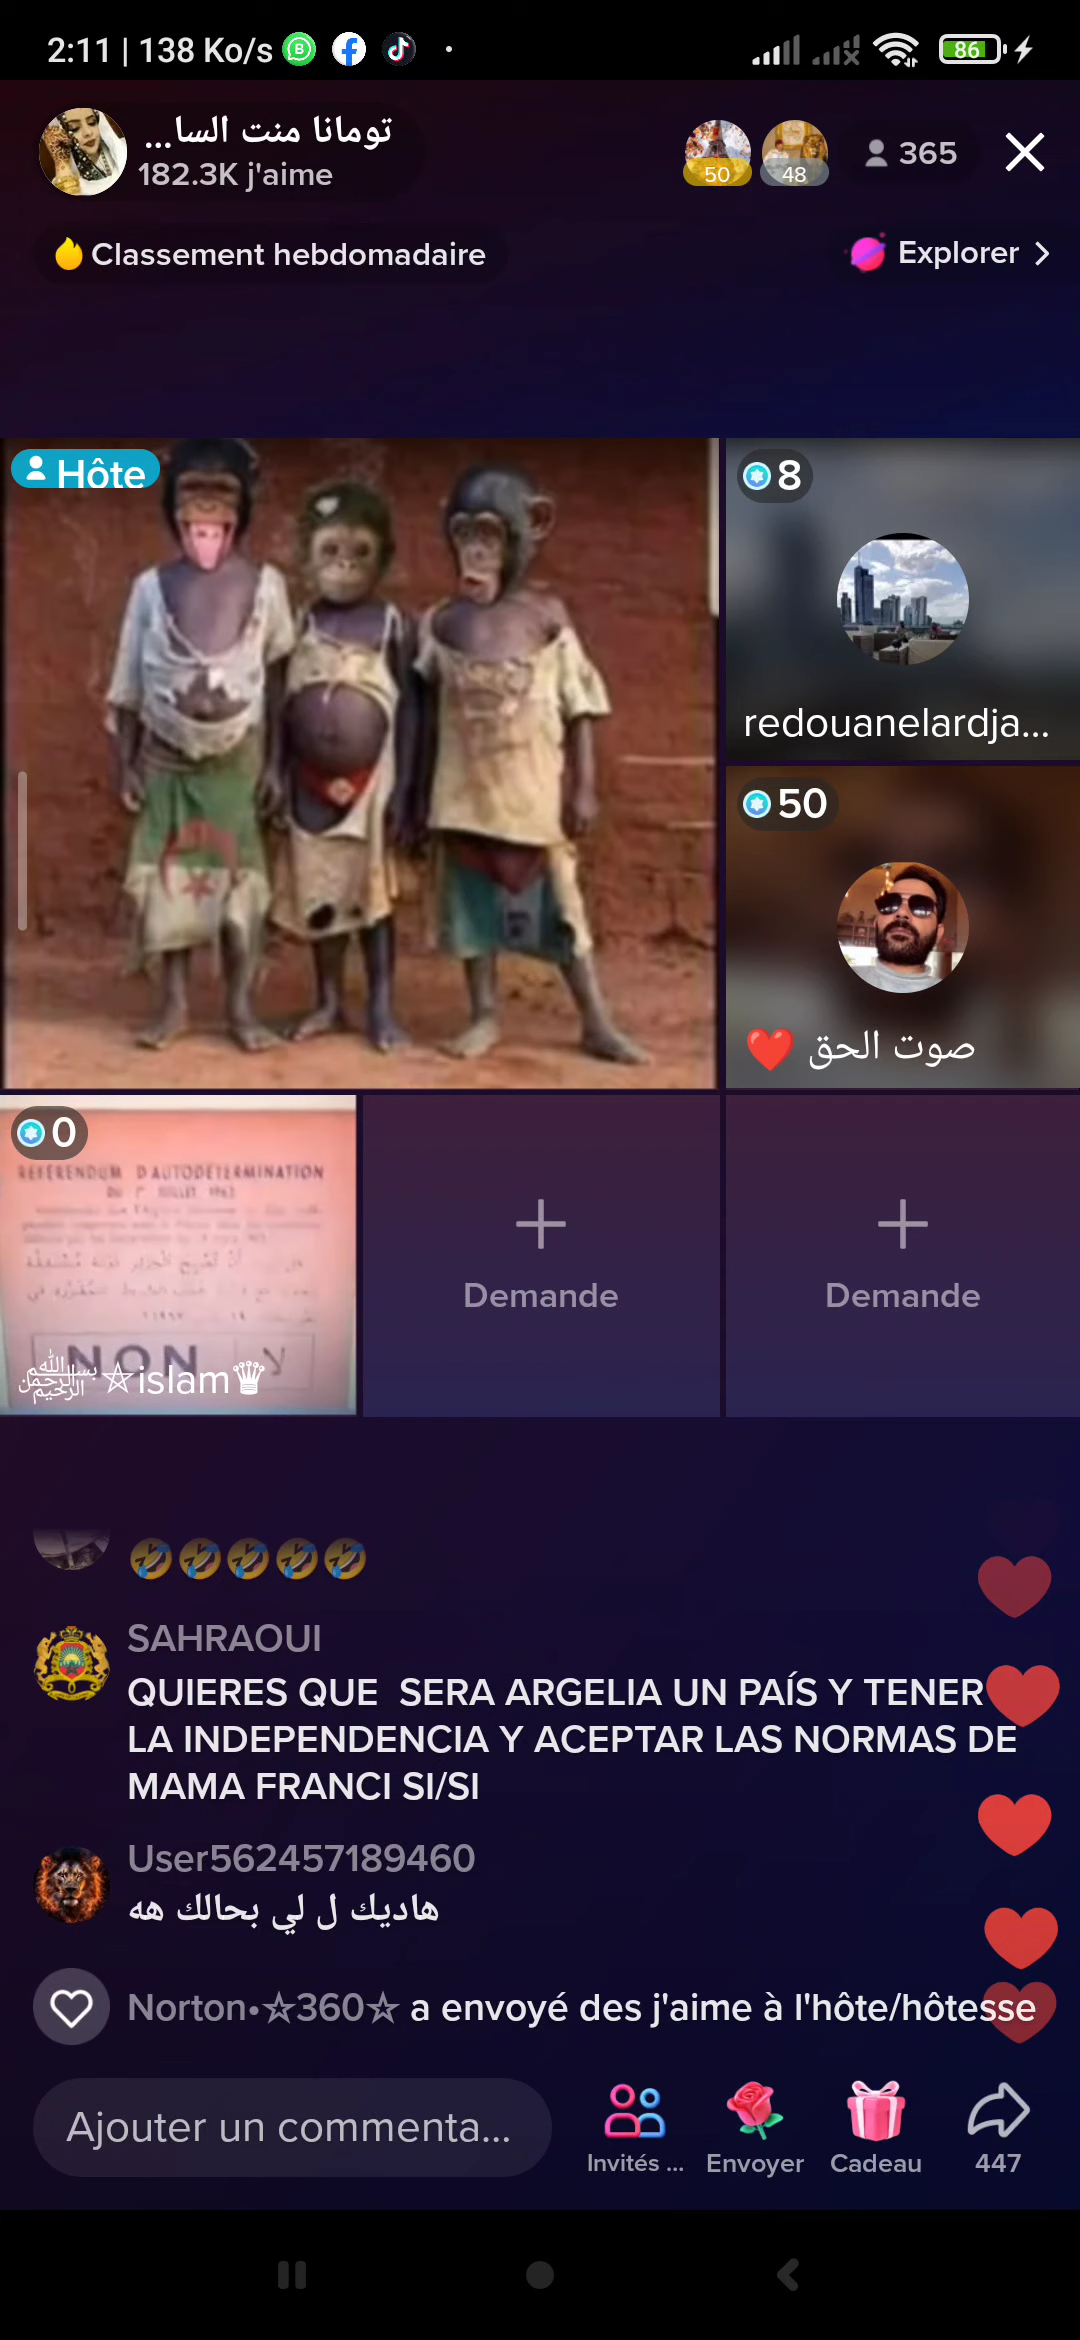 2:11 | 138 Ko/s
86
تومانا منت السا...
182.3K j'aime
50
48
365
Classement hebdomadaire
Explorer
Hôte
8
redouanelardja...
50
صوت الحق ❤️
0
REFERENDUM D'AUTODÉTERMINATION
NON لا
﷽☆islam♛
Demande
Demande
🤣🤣🤣🤣🤣
SAHRAOUI
QUIERES QUE SERA ARGELIA UN PAÍS Y TENER
LA INDEPENDENCIA Y ACEPTAR LAS NORMAS DE
MAMA FRANCI SI/SI
User562457189460
هاديك ل لي بحالك هه
Norton•☆360☆ a envoyé des j'aime à l'hôte/hôtesse
Ajouter un commenta...
Invités ...
Envoyer
Cadeau
447